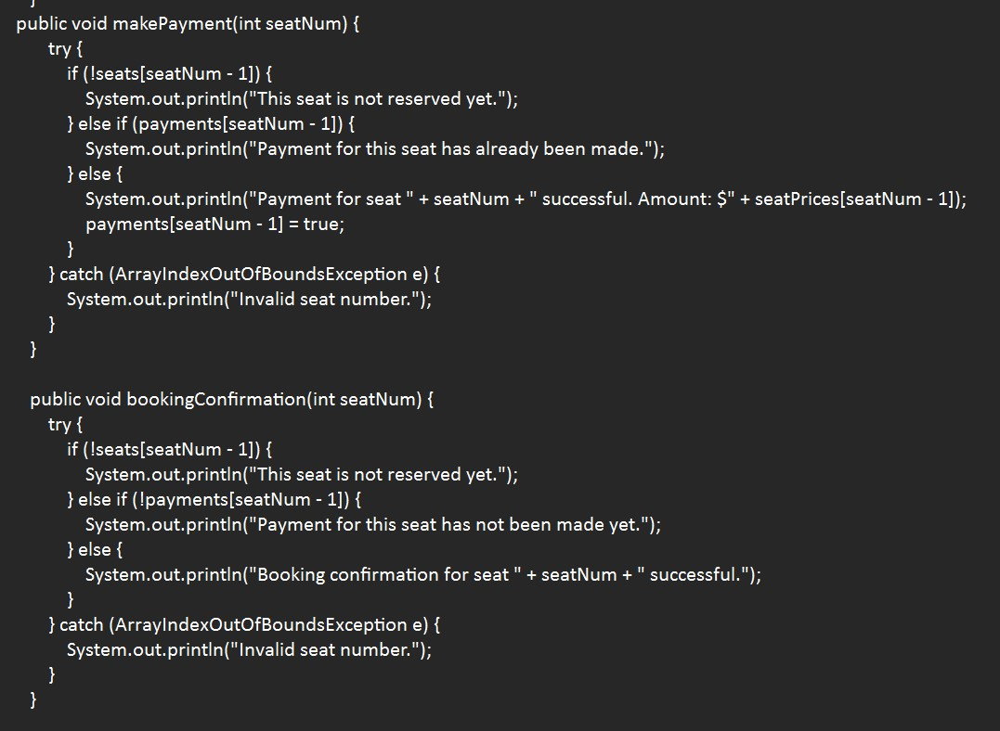 }
public void makePayment(int seatNum) {
try {
if (!seats[seatNum - 1]) {
System.out.println("This seat is not reserved yet.");
} else if (payments[seatNum - 1]) {
System.out.println("Payment for this seat has already been made.");
} else {
System.out.println("Payment for seat " + seatNum + " successful. Amount: $" + seatPrices[seatNum - 1]);
payments[seatNum - 1] = true;
}
} catch (ArrayIndexOutOfBoundsException e) {
System.out.println("Invalid seat number.");
}
}
public void bookingConfirmation(int seatNum) {
try {
if (!seats[seatNum - 1]) {
System.out.println("This seat is not reserved yet.");
} else if (!payments[seatNum - 1]) {
System.out.println("Payment for this seat has not been made yet.");
} else {
System.out.println("Booking confirmation for seat " + seatNum + " successful.");
}
} catch (ArrayIndexOutOfBoundsException e) {
System.out.println("Invalid seat number.");
}
}